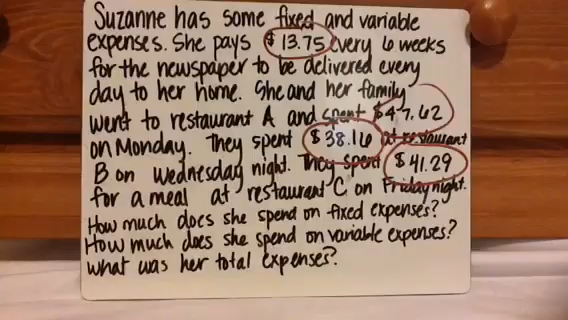 Suzanne has some fixed and variable
expenses. She pays $13.75 every 6 weeks
for the newspaper to be delivered every
day to her home. She and her family
went to restaurant A and spent $47.62
on Monday. They spent $38.16 at restaurant
B on Wednesday night. They spent $41.29
for a meal at restaurant C on Friday night.
How much does she spend on fixed expenses?
How much does she spend on variable expenses?
What was her total expenses?